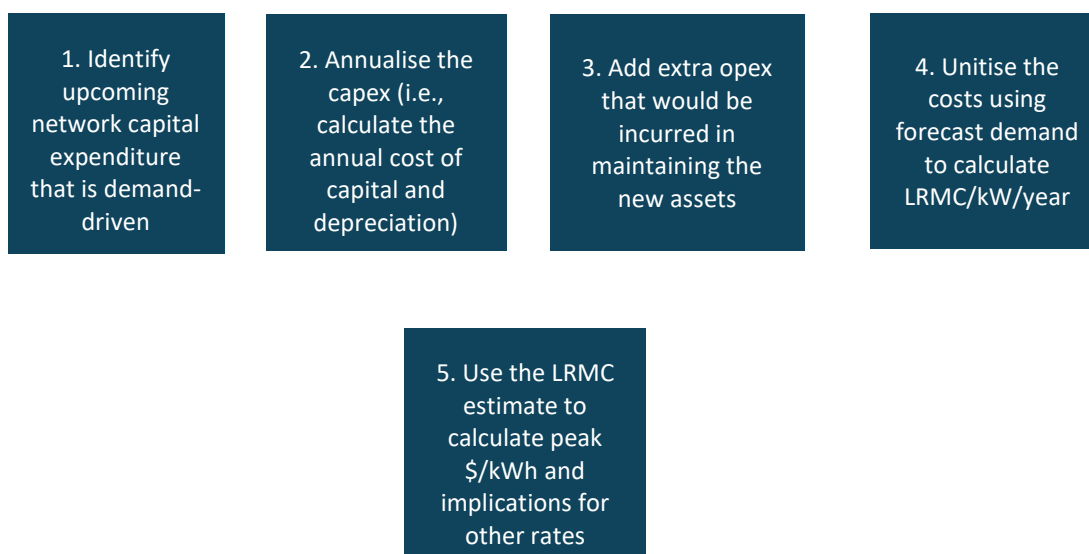 1. Identify
upcoming
network capital
expenditure
that is demand-
driven
2. Annualise the
capex (i.e.,
calculate the
annual cost of
capital and
depreciation)
3. Add extra opex
that would be
incurred in
maintaining the
new assets
4. Unitise the
costs using
forecast demand
to calculate
LRMC/kW/year
5. Use the LRMC
estimate to
calculate peak
$/kWh and
implications for
other rates